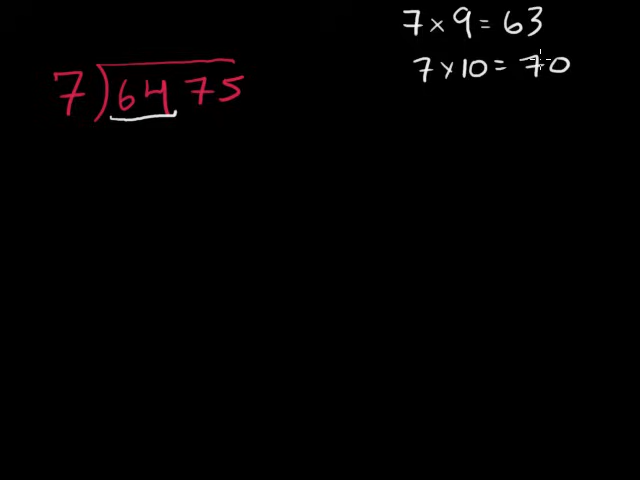 7 × 9 = 63
7 × 10 = 70
7)6475